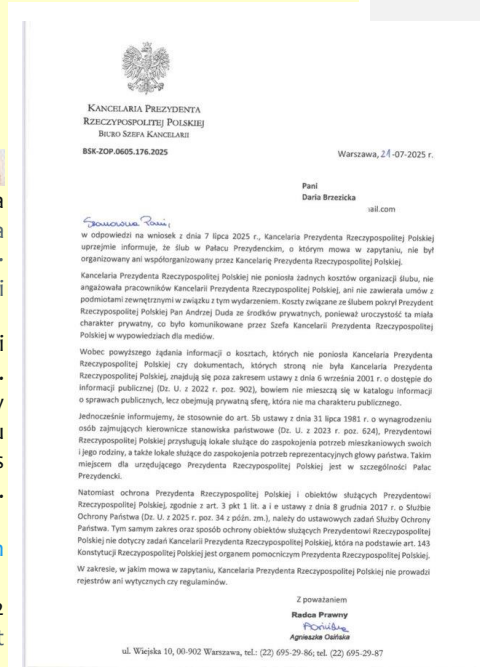 KANCELARIA PREZYDENTA
RZECZYPOSPOLITEJ POLSKIEJ
BIURO SZEFA KANCELARII
BSK-ZOP.0605.176.2025
Warszawa, 21-07-2025 r.
Pani
Daria Brzezicka
ail.com
Szanowna Pani,
w odpowiedzi na wniosek z dnia 7 lipca 2025 r., Kancelaria Prezydenta Rzeczypospolitej Polskiej
uprzejmie informuje, że ślub w Pałacu Prezydenckim, o którym mowa w zapytaniu, nie był
organizowany ani współorganizowany przez Kancelarię Prezydenta Rzeczypospolitej Polskiej.
Kancelaria Prezydenta Rzeczypospolitej Polskiej nie poniosła żadnych kosztów organizacji ślubu, nie
angażowała pracowników Kancelarii Prezydenta Rzeczypospolitej Polskiej, ani nie zawierała umów z
podmiotami zewnętrznymi w związku z tym wydarzeniem. Koszty związane ze ślubem pokrył Prezydent
Rzeczypospolitej Polskiej Pan Andrzej Duda ze środków prywatnych, ponieważ uroczystość ta miała
charakter prywatny, co było komunikowane przez Szefa Kancelarii Prezydenta Rzeczypospolitej
Polskiej w wypowiedziach dla mediów.
Wobec powyższego żądania informacji o kosztach, których nie poniosła Kancelaria Prezydenta
Rzeczypospolitej Polskiej czy dokumentach, których stroną nie była Kancelaria Prezydenta
Rzeczypospolitej Polskiej, znajdują się poza zakresem ustawy z dnia 6 września 2001 r. o dostępie do
informacji publicznej (Dz. U. z 2022 r. poz. 902), bowiem nie mieszczą się w katalogu informacji
o sprawach publicznych, lecz obejmują prywatną sferę, która nie ma charakteru publicznego.
Jednocześnie informujemy, że stosownie do art. 5b ustawy z dnia 31 lipca 1981 r. o wynagrodzeniu
osób zajmujących kierownicze stanowiska państwowe (Dz. U. z 2023 r. poz. 624), Prezydentowi
Rzeczypospolitej Polskiej przysługują lokale służące do zaspokojenia potrzeb mieszkaniowych swoich
i jego rodziny, a także lokale służące do zaspokojenia potrzeb reprezentacyjnych głowy państwa. Takim
miejscem dla urzędującego Prezydenta Rzeczypospolitej Polskiej jest w szczególności Pałac
Prezydencki.
Natomiast ochrona Prezydenta Rzeczypospolitej Polskiej i obiektów służących Prezydentowi
Rzeczypospolitej Polskiej, zgodnie z art. 3 pkt 1 lit. a i e ustawy z dnia 8 grudnia 2017 r. o Służbie
Ochrony Państwa (Dz. U. z 2025 r. poz. 34 z późn. zm.), należy do ustawowych zadań Służby Ochrony
Państwa. Tym samym zakres oraz sposób ochrony obiektów służących Prezydentowi Rzeczypospolitej
Polskiej nie dotyczy zadań Kancelarii Prezydenta Rzeczypospolitej Polskiej, która na podstawie art. 143
Konstytucji Rzeczypospolitej Polskiej jest organem pomocniczym Prezydenta Rzeczypospolitej Polskiej.
W zakresie, w jakim mowa w zapytaniu, Kancelaria Prezydenta Rzeczypospolitej Polskiej nie prowadzi
rejestrów ani wytycznych czy regulaminów.
Z poważaniem
Radca Prawny
Agnieszka Osińska
ul. Wiejska 10, 00-902 Warszawa, tel.: (22) 695-29-86; tel. (22) 695-29-87